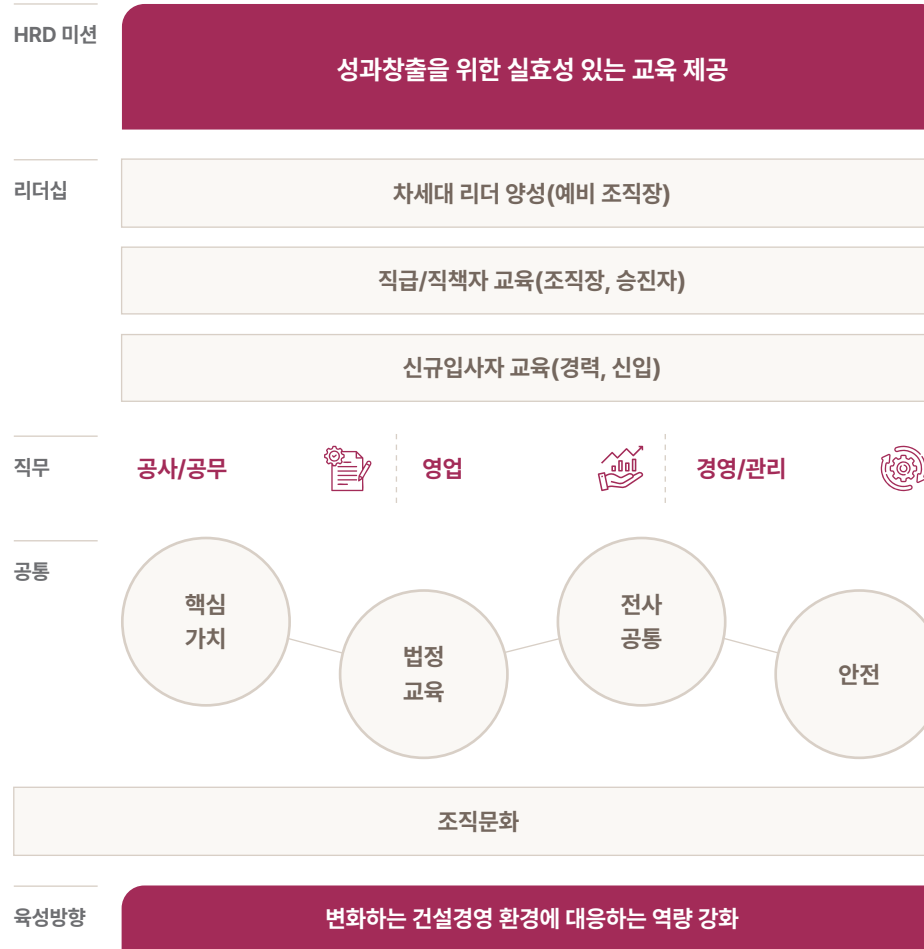 HRD 미션
성과창출을 위한 실효성 있는 교육 제공
리더십
차세대 리더 양성(예비 조직장)
직급/직책자 교육(조직장, 승진자)
신규입사자 교육(경력, 신입)
직무
공사/공무
영업
경영/관리
공통
핵심
가치
법정
교육
전사
공통
안전
조직문화
육성방향
변화하는 건설경영 환경에 대응하는 역량 강화